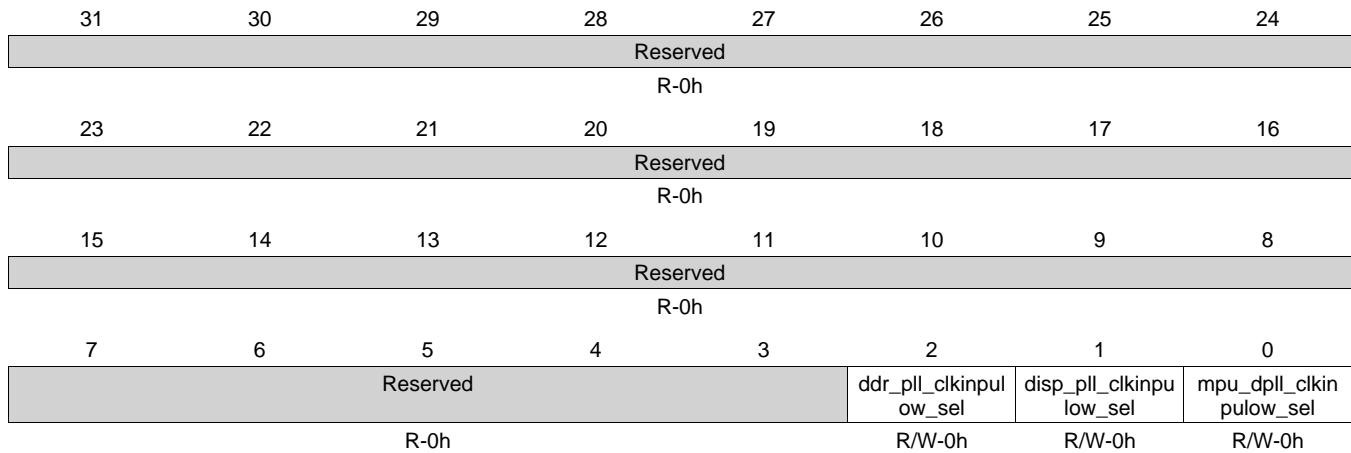 31 30 29 28 27 26 25 24
Reserved
R-0h
23 22 21 20 19 18 17 16
Reserved
R-0h
15 14 13 12 11 10 9 8
Reserved
R-0h
7 6 5 4 3 2 1 0
Reserved ddr_pll_clkinpul disp_pll_clkinpu mpu_dpll_clkin
ow_sel low_sel pulow_sel
R-0h R/W-0h R/W-0h R/W-0h